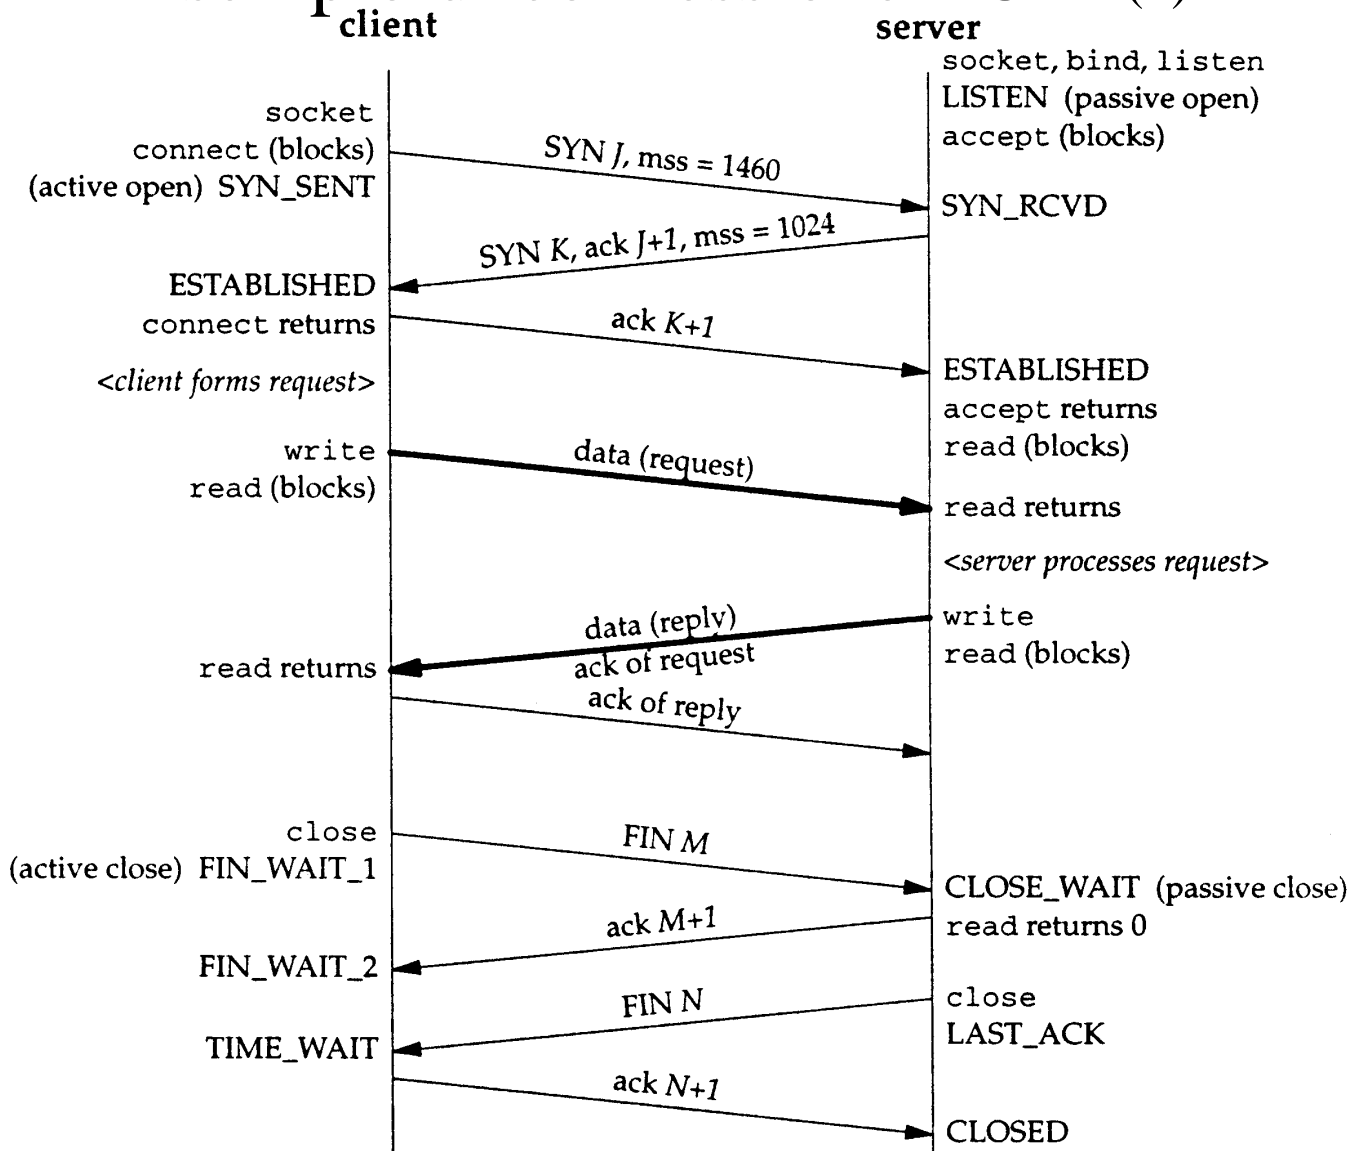 client
server
socket, bind, listen
LISTEN (passive open)
accept (blocks)
socket
connect (blocks)
(active open) SYN_SENT
SYN J, mss = 1460
SYN_RCVD
SYN K, ack J+1, mss = 1024
ESTABLISHED
connect returns
ack K+1
<client forms request>
ESTABLISHED
accept returns
read (blocks)
write
read (blocks)
data (request)
read returns
<server processes request>
write
read (blocks)
data (reply)
ack of request
read returns
ack of reply
close
(active close) FIN_WAIT_1
FIN M
CLOSE_WAIT (passive close)
read returns 0
ack M+1
FIN_WAIT_2
close
LAST_ACK
FIN N
TIME_WAIT
ack N+1
CLOSED